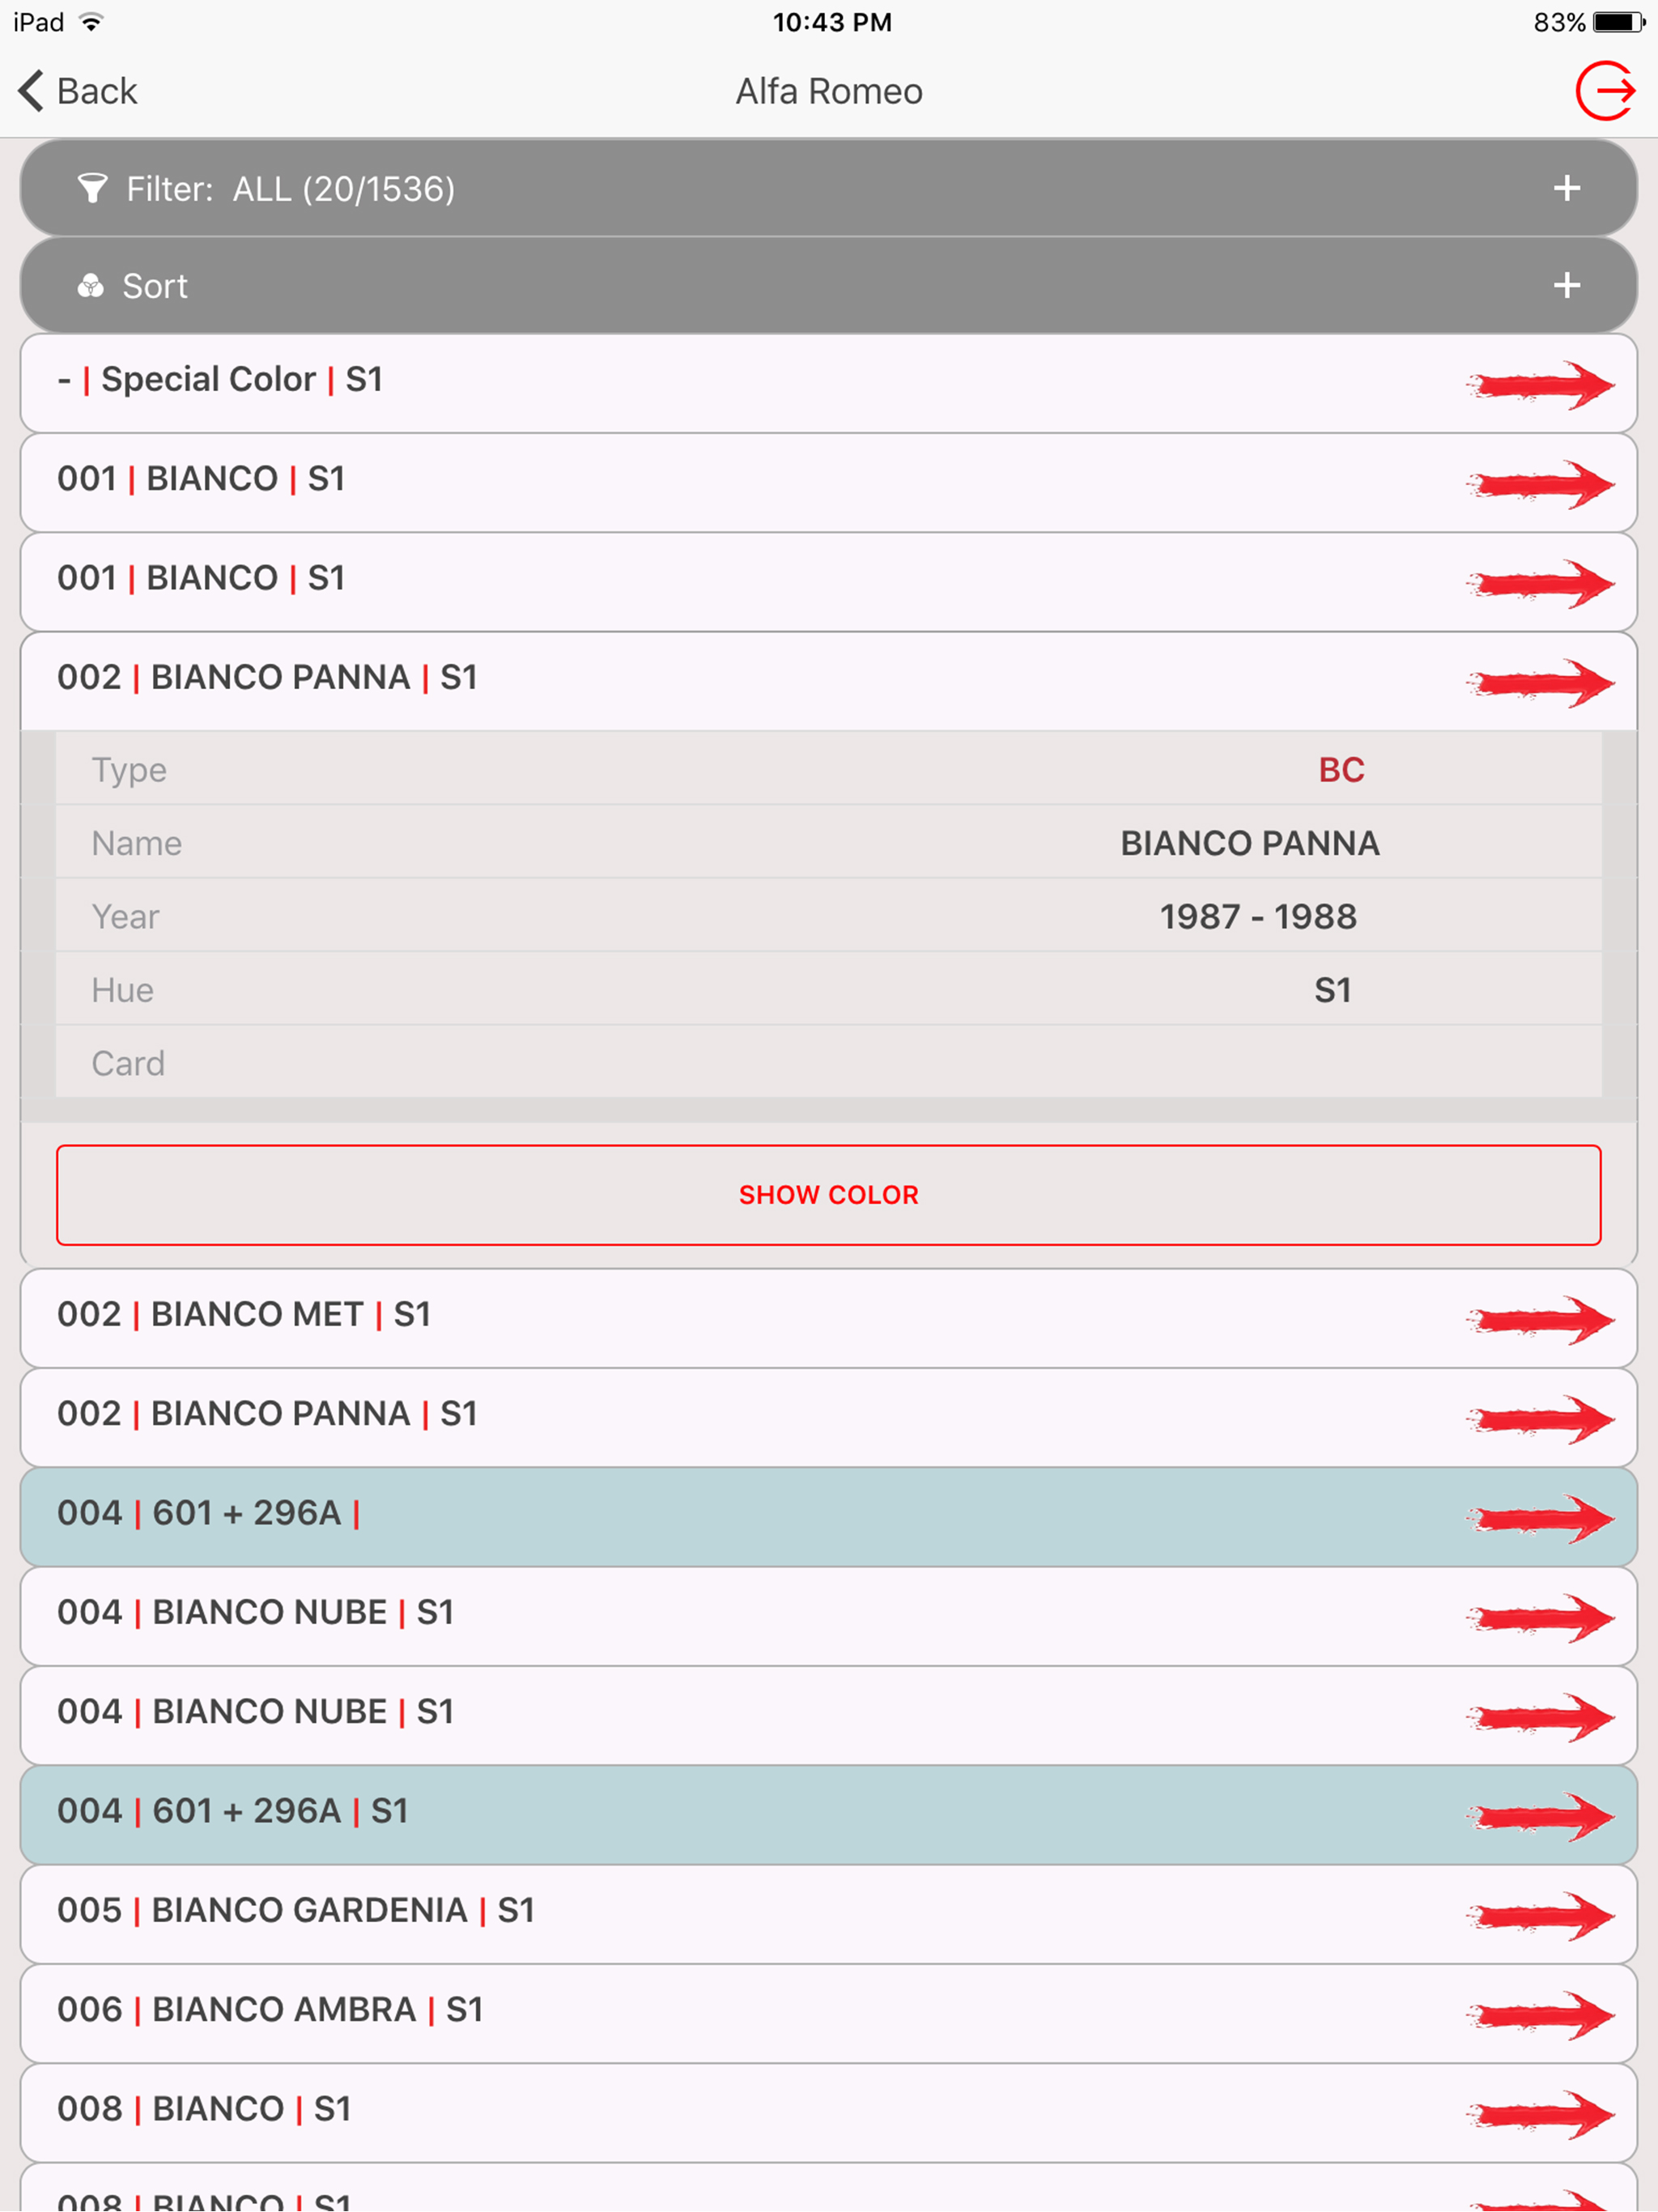 iPad 10:43 PM 83%
Back Alfa Romeo
Filter: ALL (20/1536) +
Sort +
- | Special Color | S1
001 | BIANCO | S1
001 | BIANCO | S1
002 | BIANCO PANNA | S1
Type BC
Name BIANCO PANNA
Year 1987 - 1988
Hue S1
Card
SHOW COLOR
002 | BIANCO MET | S1
002 | BIANCO PANNA | S1
004 | 601 + 296A |
004 | BIANCO NUBE | S1
004 | BIANCO NUBE | S1
004 | 601 + 296A | S1
005 | BIANCO GARDENIA | S1
006 | BIANCO AMBRA | S1
008 | BIANCO | S1
008 | BIANCO | S1